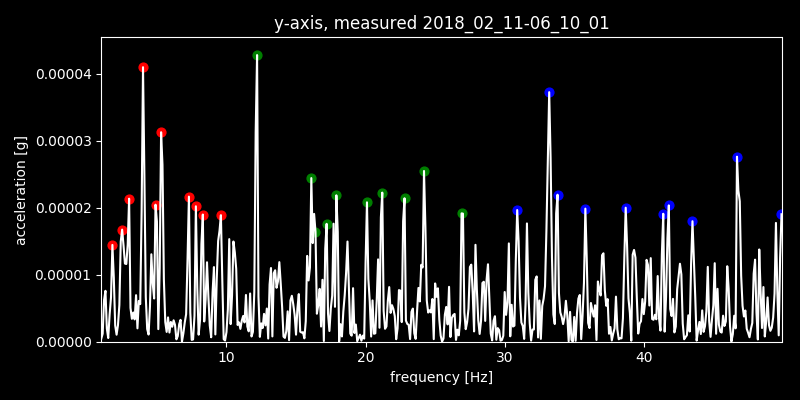 y-axis, measured 2018_02_11-06_10_01
0.00004
0.00003
0.00002
0.00001
0.00000
acceleration [g]
10 20 30 40
frequency [Hz]